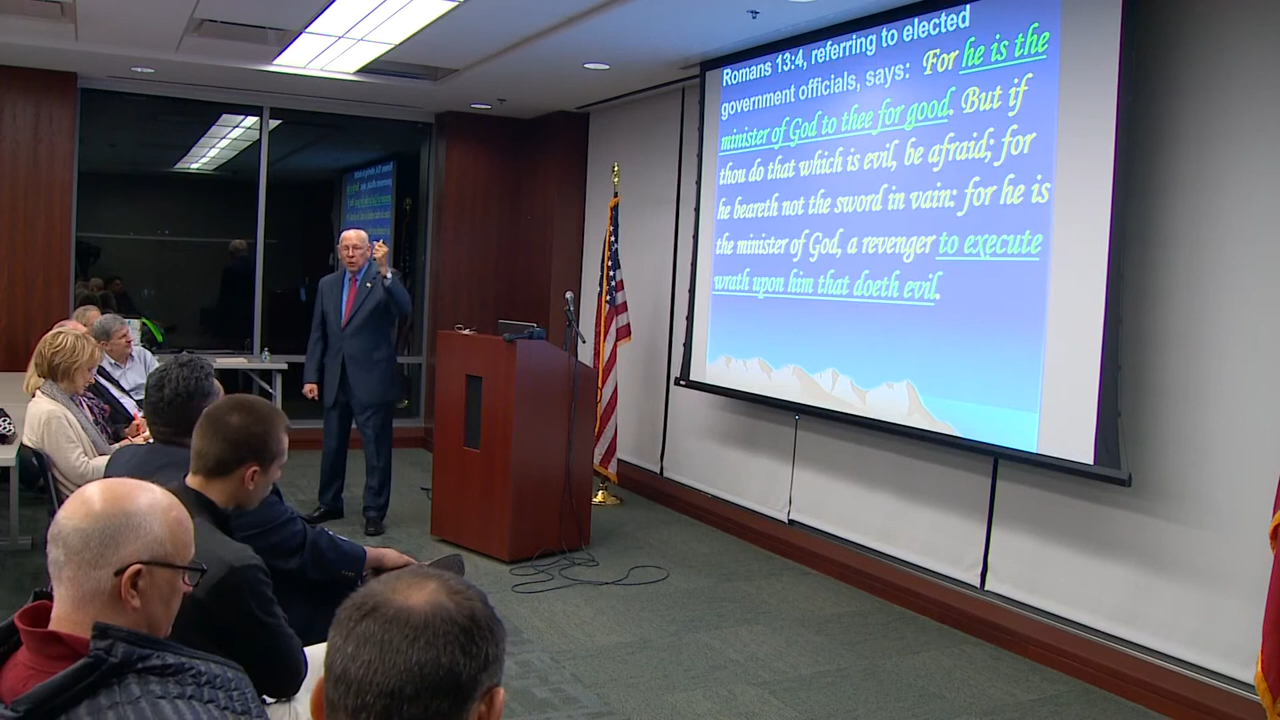 Romans 13:4, referring to elected
government officials, says: For he is the
minister of God to thee for good. But if
thou do that which is evil, be afraid; for
he beareth not the sword in vain: for he is
the minister of God, a revenger to execute
wrath upon him that doeth evil.